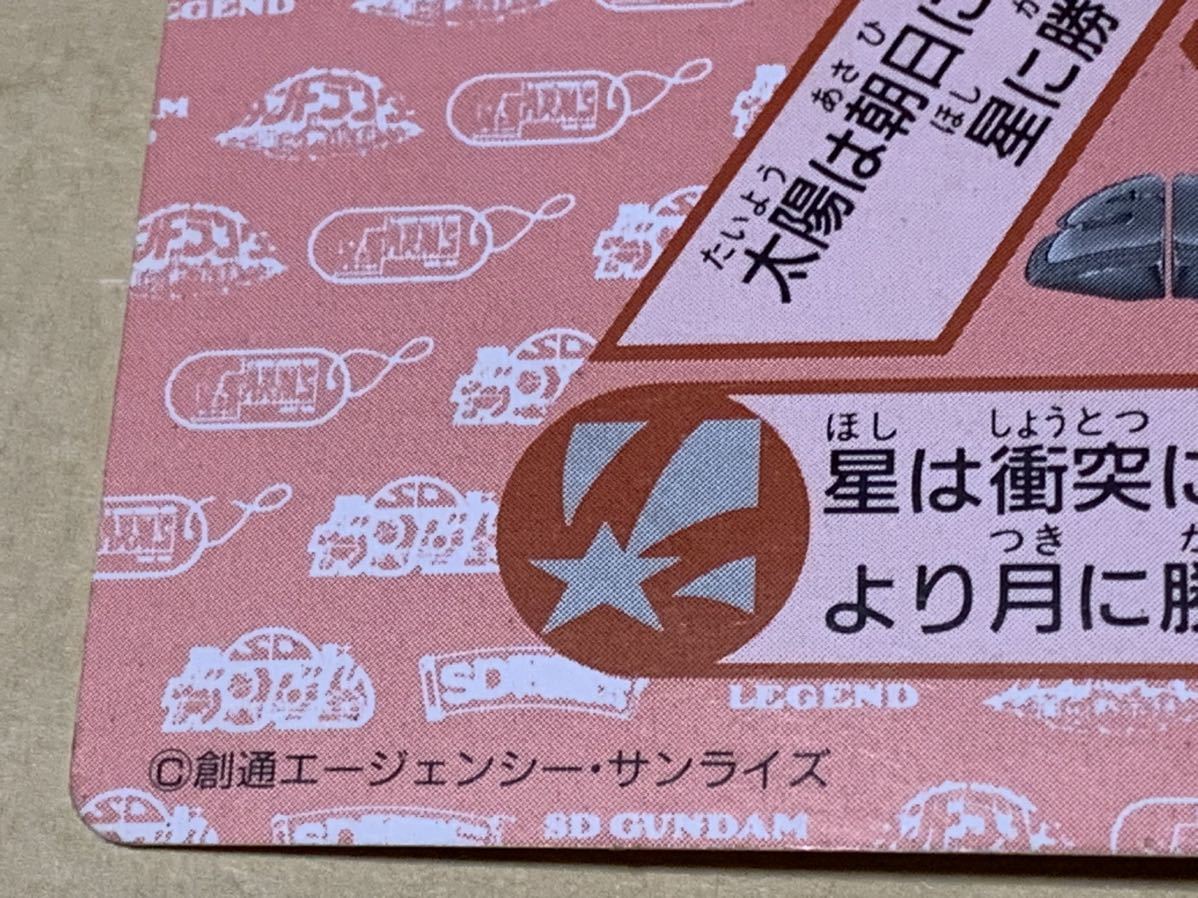 LEGEND
太陽は朝日に
星に勝
星は衝突に
より月に勝
LEGEND
©創通エージェンシー・サンライズ
SD GUNDAM